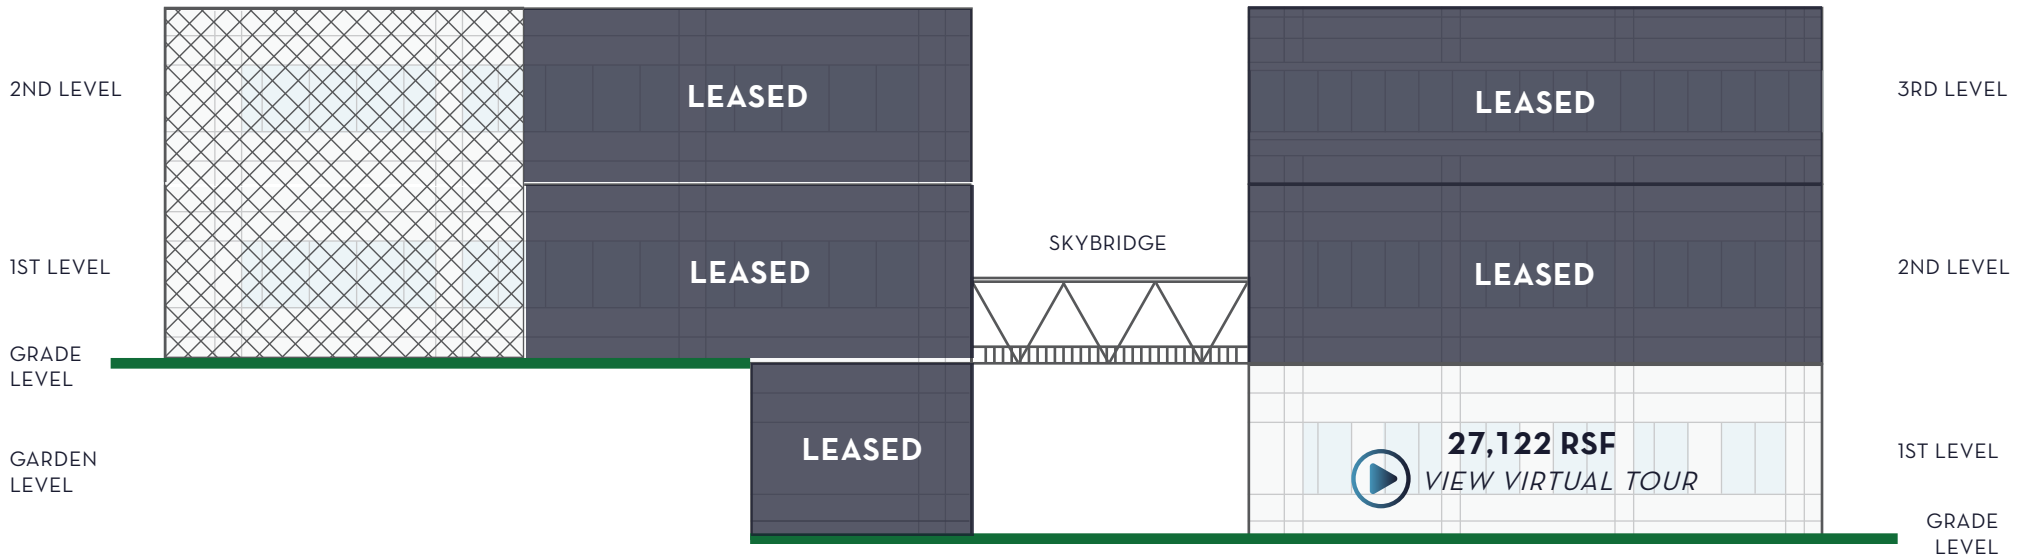 2ND LEVEL
LEASED
LEASED
3RD LEVEL
1ST LEVEL
LEASED
SKYBRIDGE
LEASED
2ND LEVEL
GRADE
LEVEL
GARDEN
LEVEL
LEASED
27,122 RSF
VIEW VIRTUAL TOUR
1ST LEVEL
GRADE
LEVEL